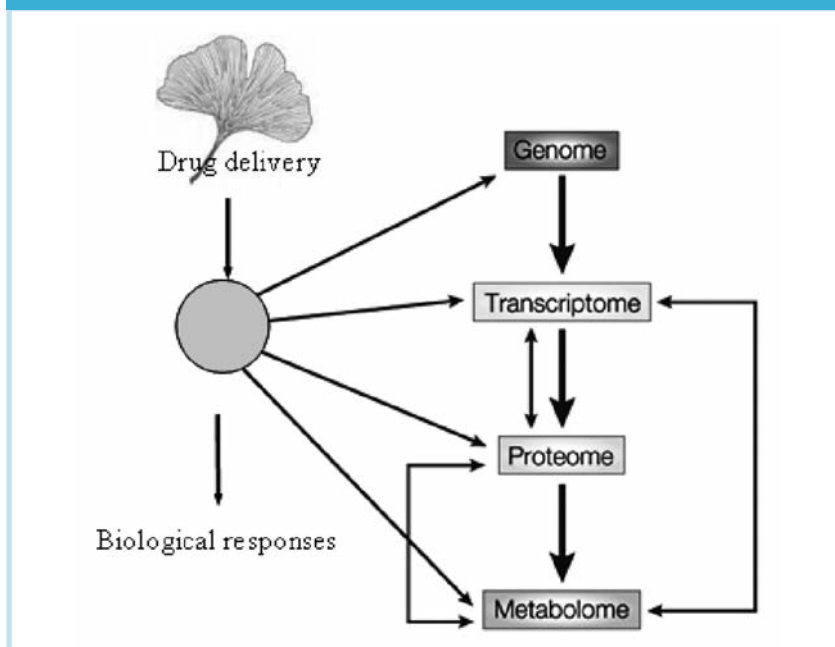 Drug delivery
Genome
Transcriptome
Proteome
Biological responses
Metabolome